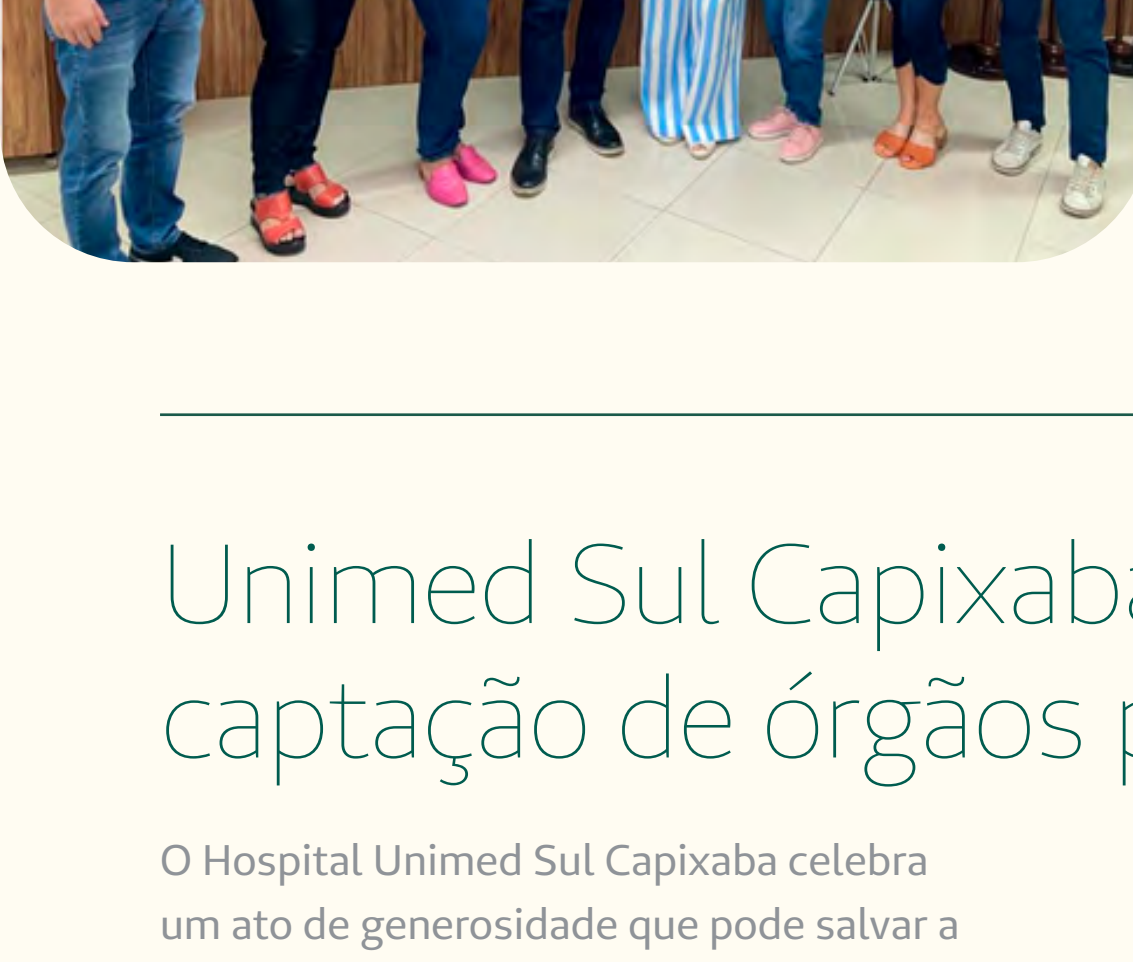 Unimed Sul Capixaba
captação de órgãos
O Hospital Unimed Sul Capixaba celebra
um ato de generosidade que pode salvar a